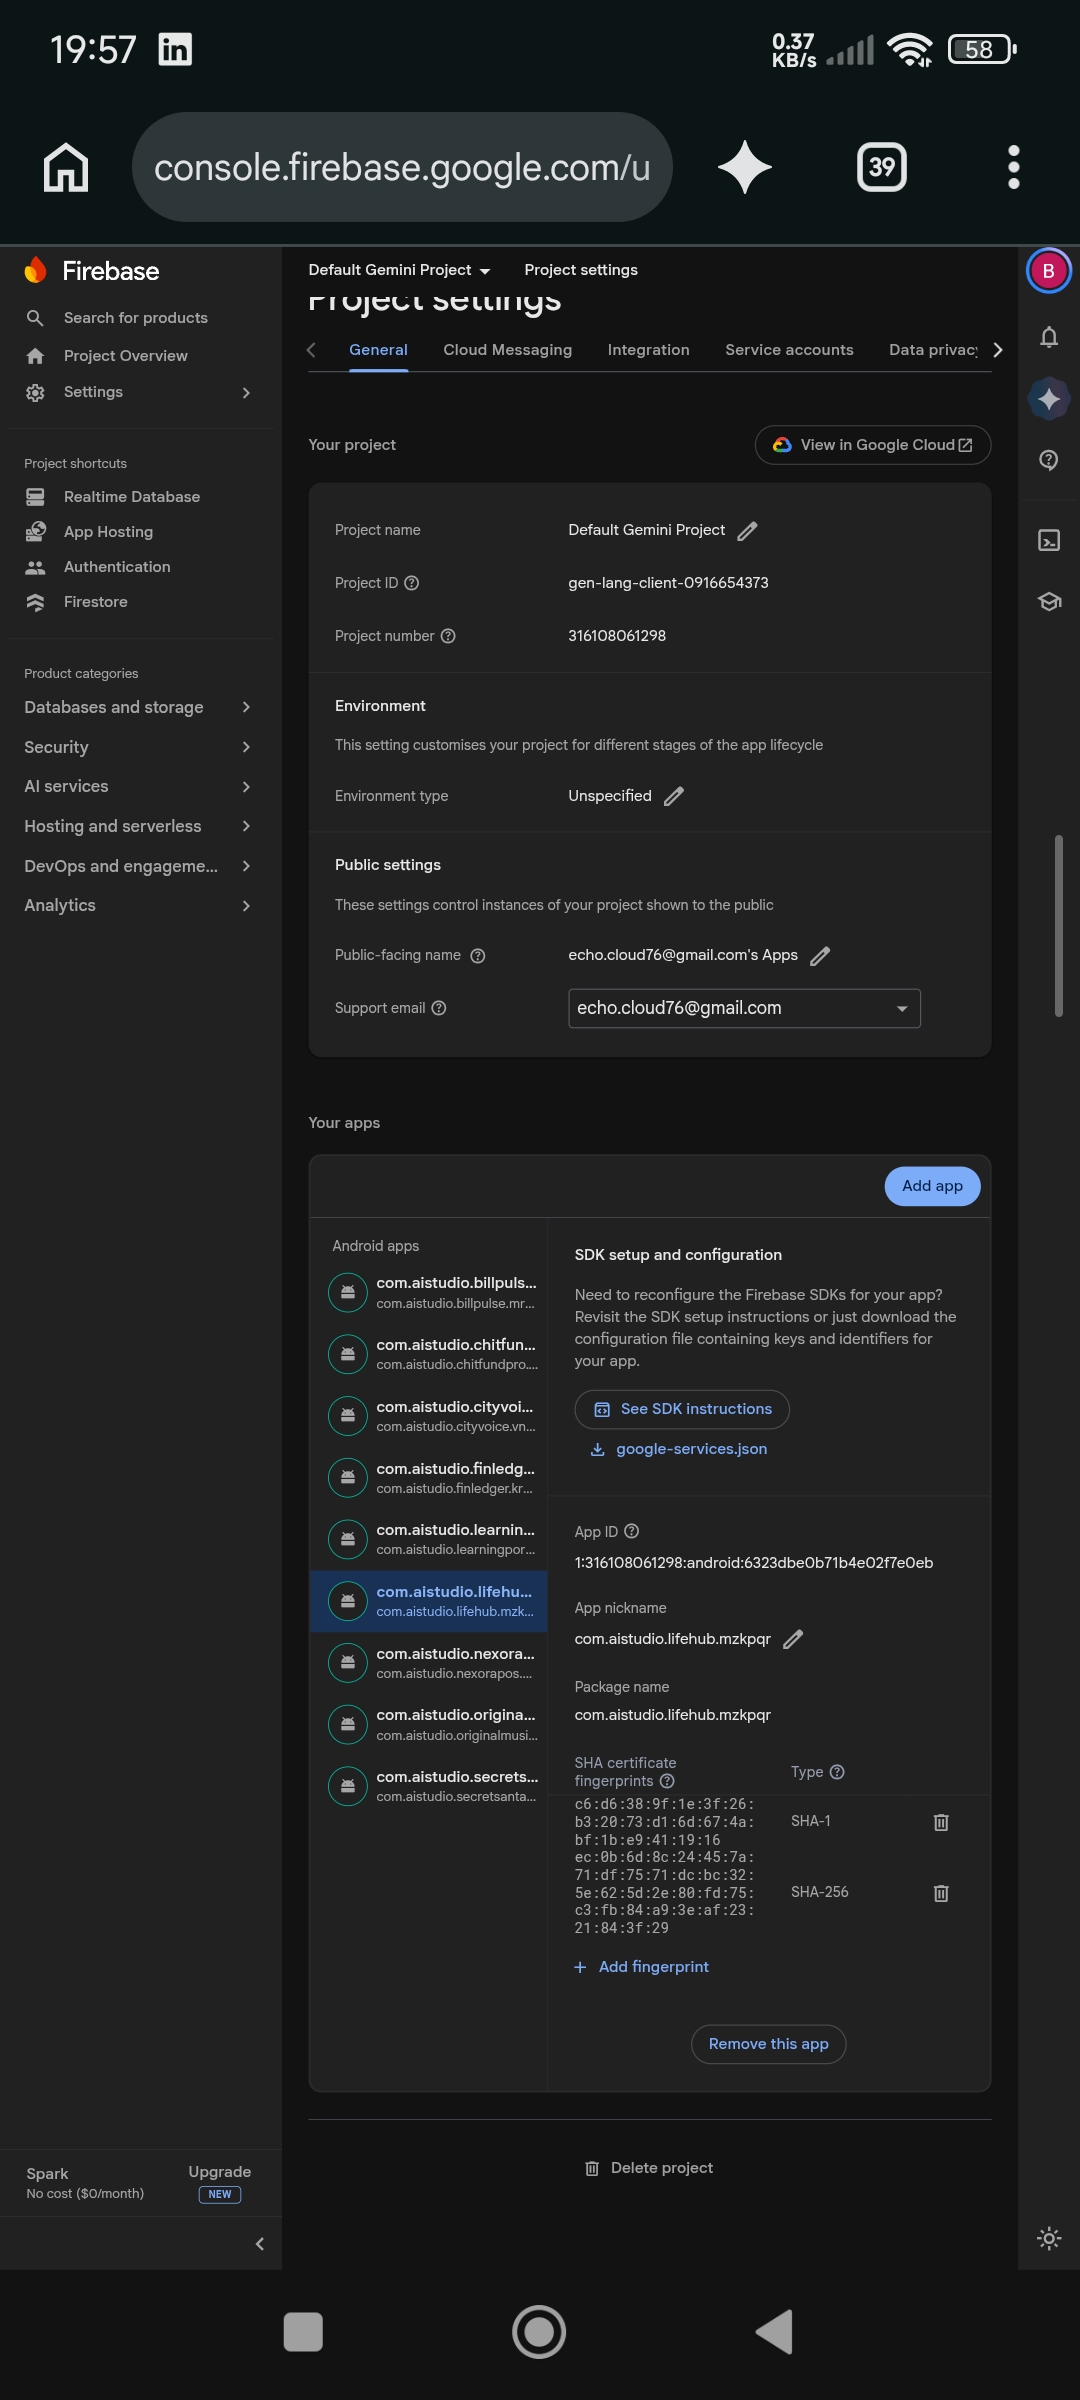 19:57
0.37
KB/s
58
console.firebase.google.com/u
39
Firebase
Search for products
Project Overview
Settings
Project shortcuts
Realtime Database
App Hosting
Authentication
Firestore
Product categories
Databases and storage
Security
AI services
Hosting and serverless
DevOps and engageme...
Analytics
Spark
No cost ($0/month)
Upgrade
NEW
Default Gemini Project
Project settings
B
Project settings
General
Cloud Messaging
Integration
Service accounts
Data privacy
Your project
View in Google Cloud
Project name
Default Gemini Project
Project ID
gen-lang-client-0916654373
Project number
316108061298
Environment
This setting customises your project for different stages of the app lifecycle
Environment type
Unspecified
Public settings
These settings control instances of your project shown to the public
Public-facing name
echo.cloud76@gmail.com's Apps
Support email
echo.cloud76@gmail.com
Your apps
Add app
Android apps
com.aistudio.billpuls...
com.aistudio.billpulse.mr...
com.aistudio.chitfun...
com.aistudio.chitfundpro....
com.aistudio.cityvoi...
com.aistudio.cityvoice.vn...
com.aistudio.finledg...
com.aistudio.finledger.kr...
com.aistudio.learnin...
com.aistudio.learningpor...
com.aistudio.lifehu...
com.aistudio.lifehub.mzk...
com.aistudio.nexora...
com.aistudio.nexorapos....
com.aistudio.origina...
com.aistudio.originalmusi...
com.aistudio.secrets...
com.aistudio.secretsanta...
SDK setup and configuration
Need to reconfigure the Firebase SDKs for your app?
Revisit the SDK setup instructions or just download the
configuration file containing keys and identifiers for
your app.
See SDK instructions
google-services.json
App ID
1:316108061298:android:6323dbe0b71b4e02f7e0eb
App nickname
com.aistudio.lifehub.mzkpqr
Package name
com.aistudio.lifehub.mzkpqr
SHA certificate
fingerprints
Type
c6:d6:38:9f:1e:3f:26:
b3:20:73:d1:6d:67:4a:
bf:1b:e9:41:19:16
SHA-1
ec:0b:6d:8c:24:45:7a:
71:df:75:71:dc:bc:32:
5e:62:5d:2e:80:fd:75:
c3:fb:84:a9:3e:af:23:
21:84:3f:29
SHA-256
Add fingerprint
Remove this app
Delete project